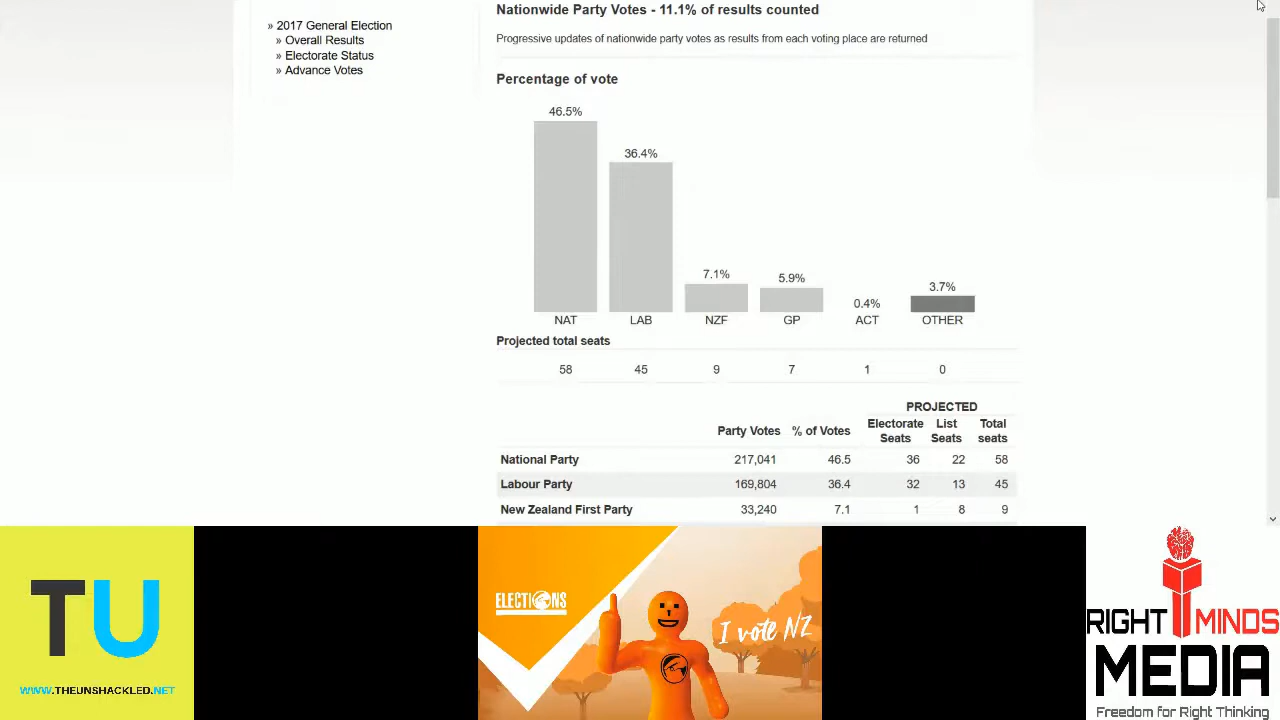 Nationwide Party Votes - 11.1% of results counted
» 2017 General Election
» Overall Results
» Electorate Status
» Advance Votes
Progressive updates of nationwide party votes as results from each voting place are returned
Percentage of vote
46.5% 36.4% 7.1% 5.9% 0.4% 3.7%
NAT LAB NZF GP ACT OTHER
Projected total seats
58 45 9 7 1 0
PROJECTED
Party Votes % of Votes Electorate Seats List Seats Total seats
National Party 217,041 46.5 36 22 58
Labour Party 169,804 36.4 32 13 45
New Zealand First Party 33,240 7.1 1 8 9
TU
WWW.THEUNSHACKLED.NET
ELECTIONS
I vote NZ
RIGHT MINDS
MEDIA
Freedom for Right Thinking